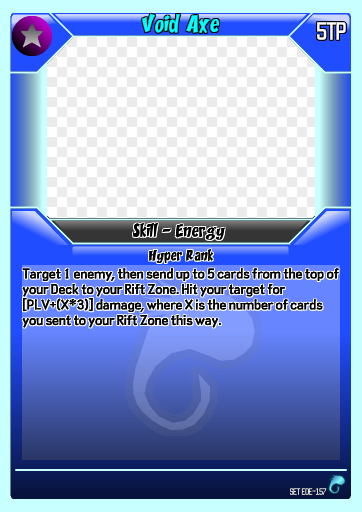 Void Axe
5TP
Skill - Energy
Hyper Rank
Target 1 enemy, then send up to 5 cards from the top of
your Deck to your Rift Zone. Hit your target for
[PLV+(X*3)] damage, where X is the number of cards
you sent to your Rift Zone this way.
SET EOE-157